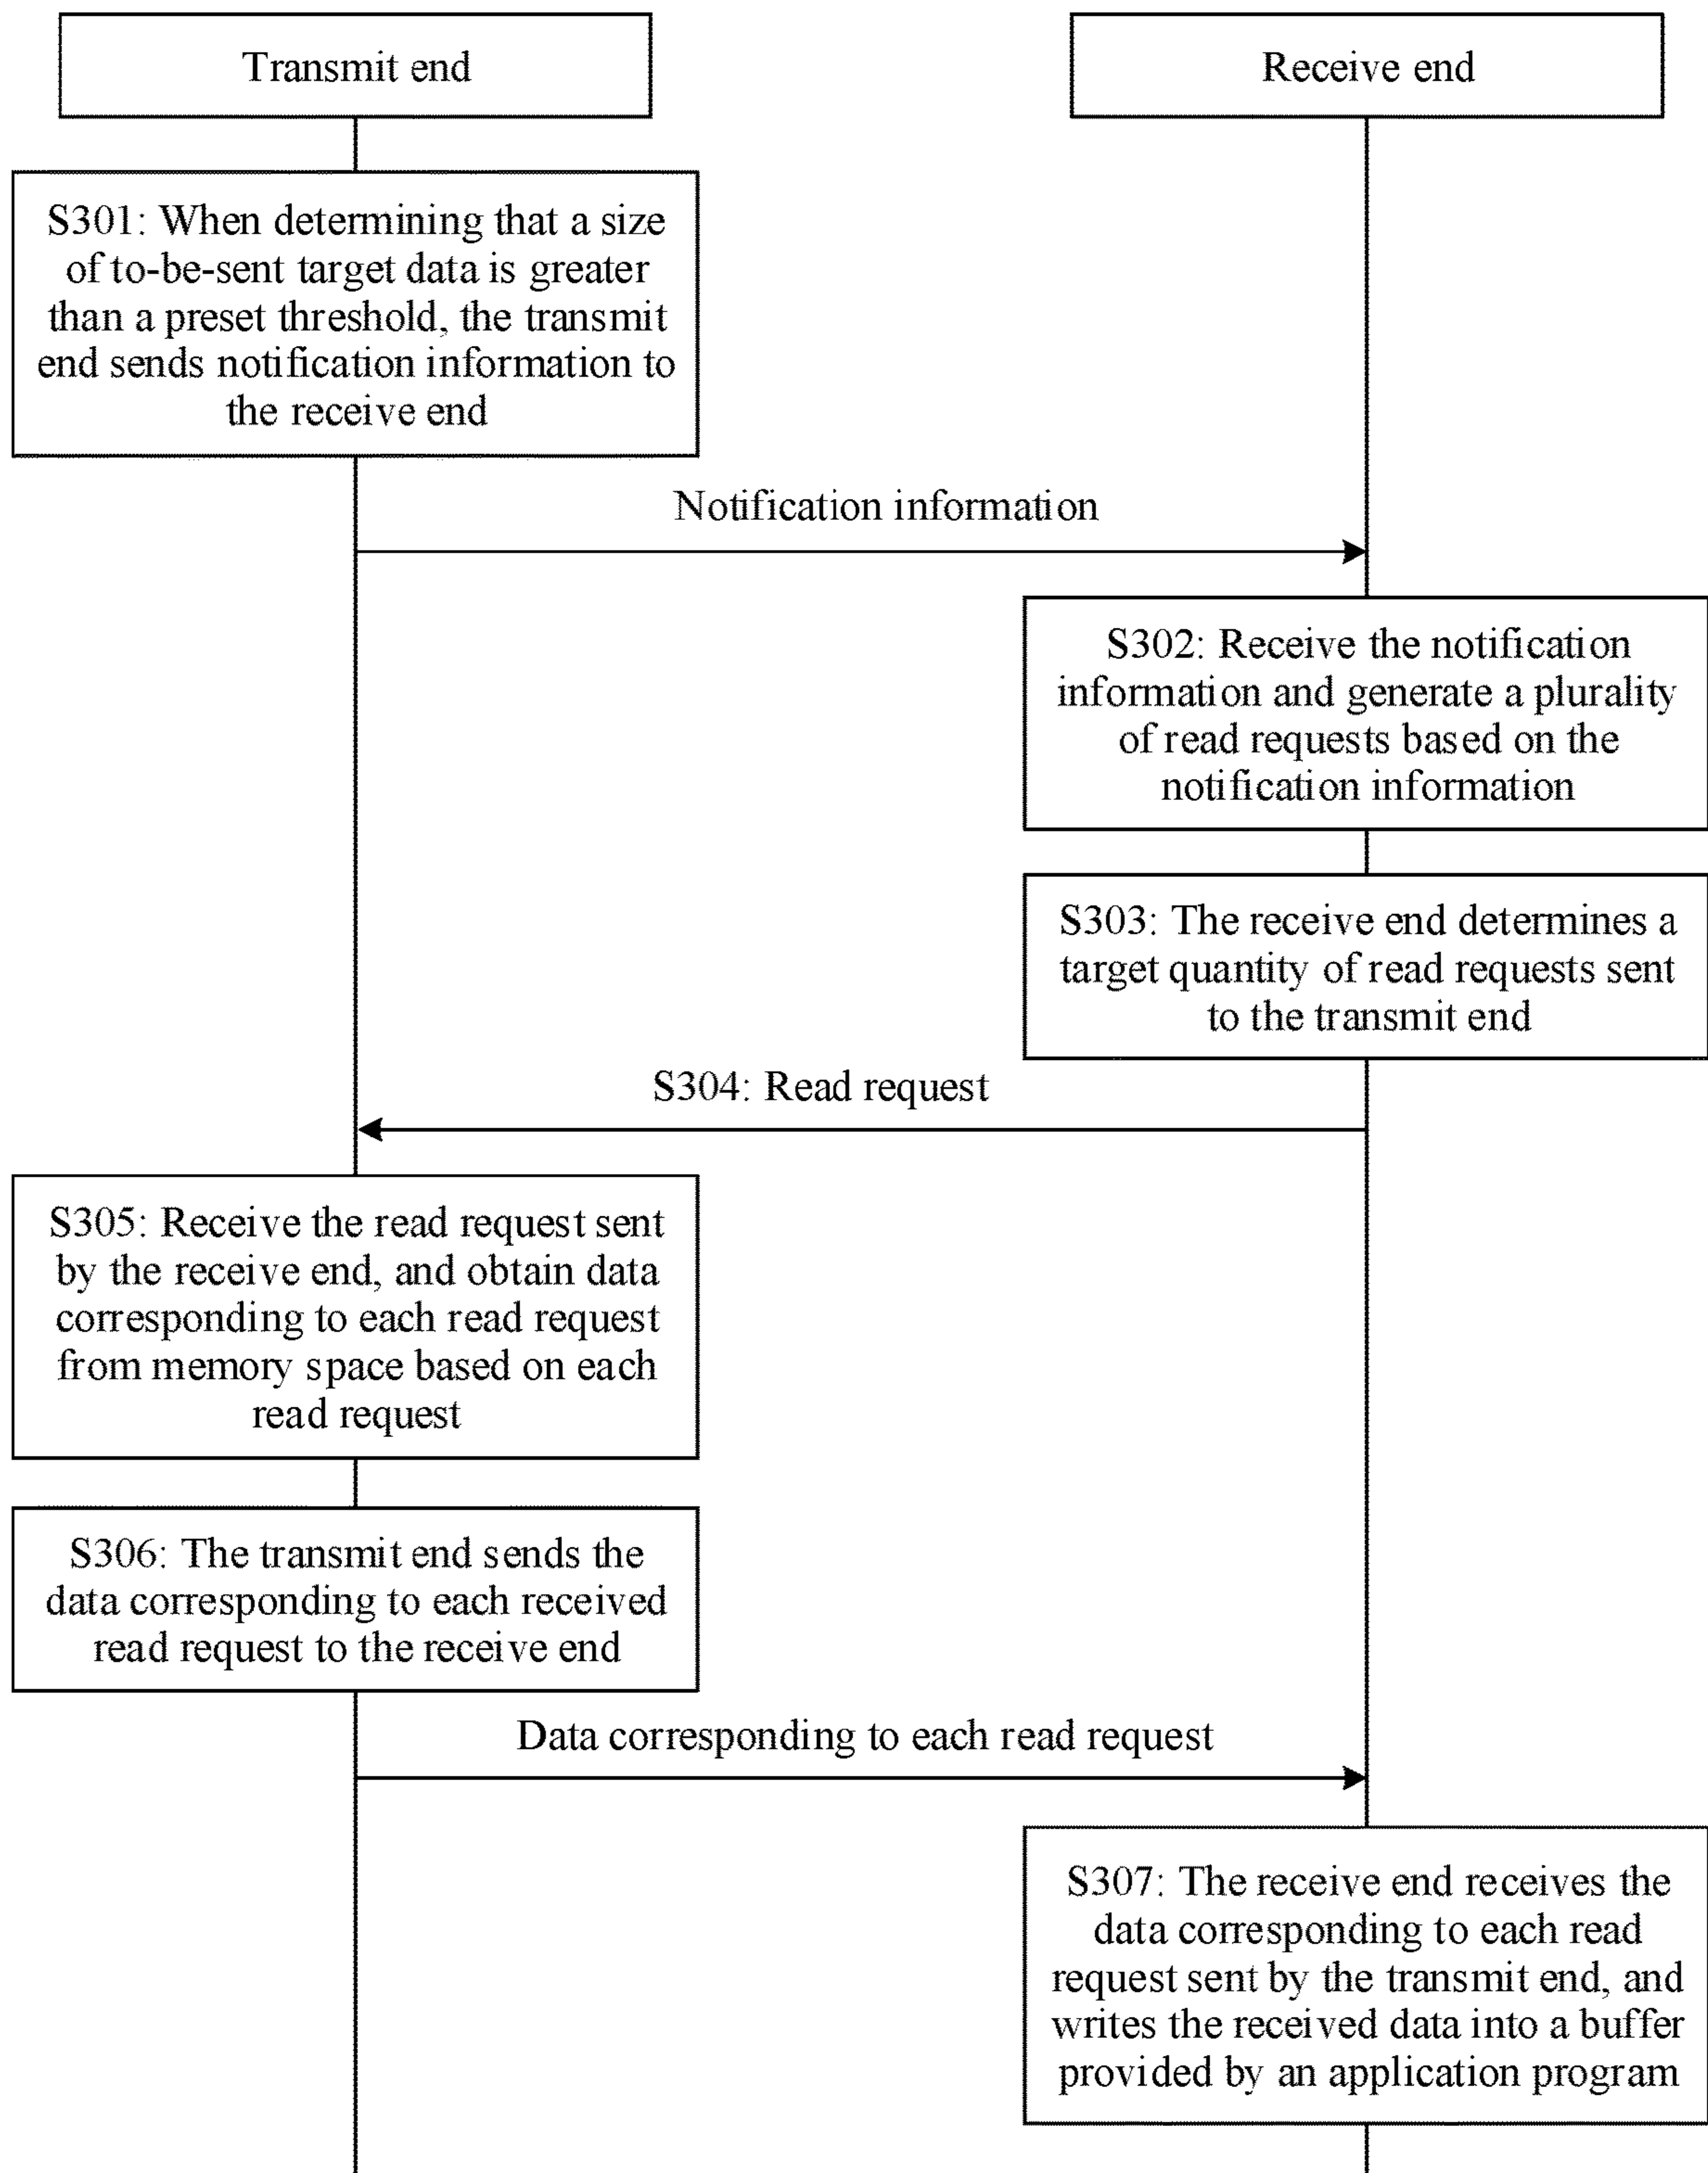 Transmit end
Receive end
S301: When determining that a size
of to-be-sent target data is greater
than a preset threshold, the transmit
end sends notification information to
the receive end
Notification information
S302: Receive the notification
information and generate a plurality
of read requests based on the
notification information
S303: The receive end determines a
target quantity of read requests sent
to the transmit end
S304: Read request
S305: Receive the read request sent
by the receive end, and obtain data
corresponding to each read request
from memory space based on each
read request
S306: The transmit end sends the
data corresponding to each received
read request to the receive end
Data corresponding to each read request
S307: The receive end receives the
data corresponding to each read
request sent by the transmit end, and
writes the received data into a buffer
provided by an application program